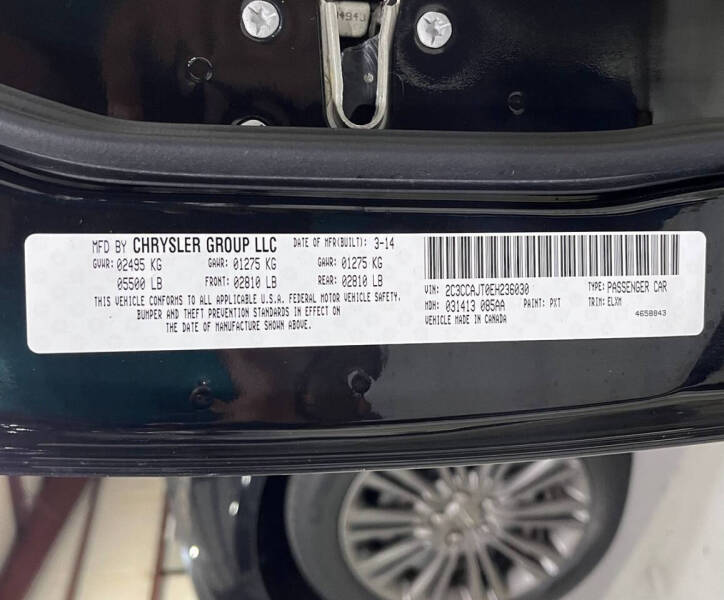 MFD BY CHRYSLER GROUP LLC DATE OF MFR(BUILT): 3-14
GVWR: 02495 KG GAWR: 01275 KG GAWR: 01275 KG
05500 LB FRONT: 02810 LB REAR: 02810 LB
THIS VEHICLE CONFORMS TO ALL APPLICABLE U.S.A. FEDERAL MOTOR VEHICLE SAFETY,
BUMPER AND THEFT PREVENTION STANDARDS IN EFFECT ON
THE DATE OF MANUFACTURE SHOWN ABOVE.
VIN: 2C3CCAJT0EH236030 TYPE: PASSENGER CAR
MDH: 031413 085AA PAINT: PXT TRIM: ELXM
VEHICLE MADE IN CANADA 4658843